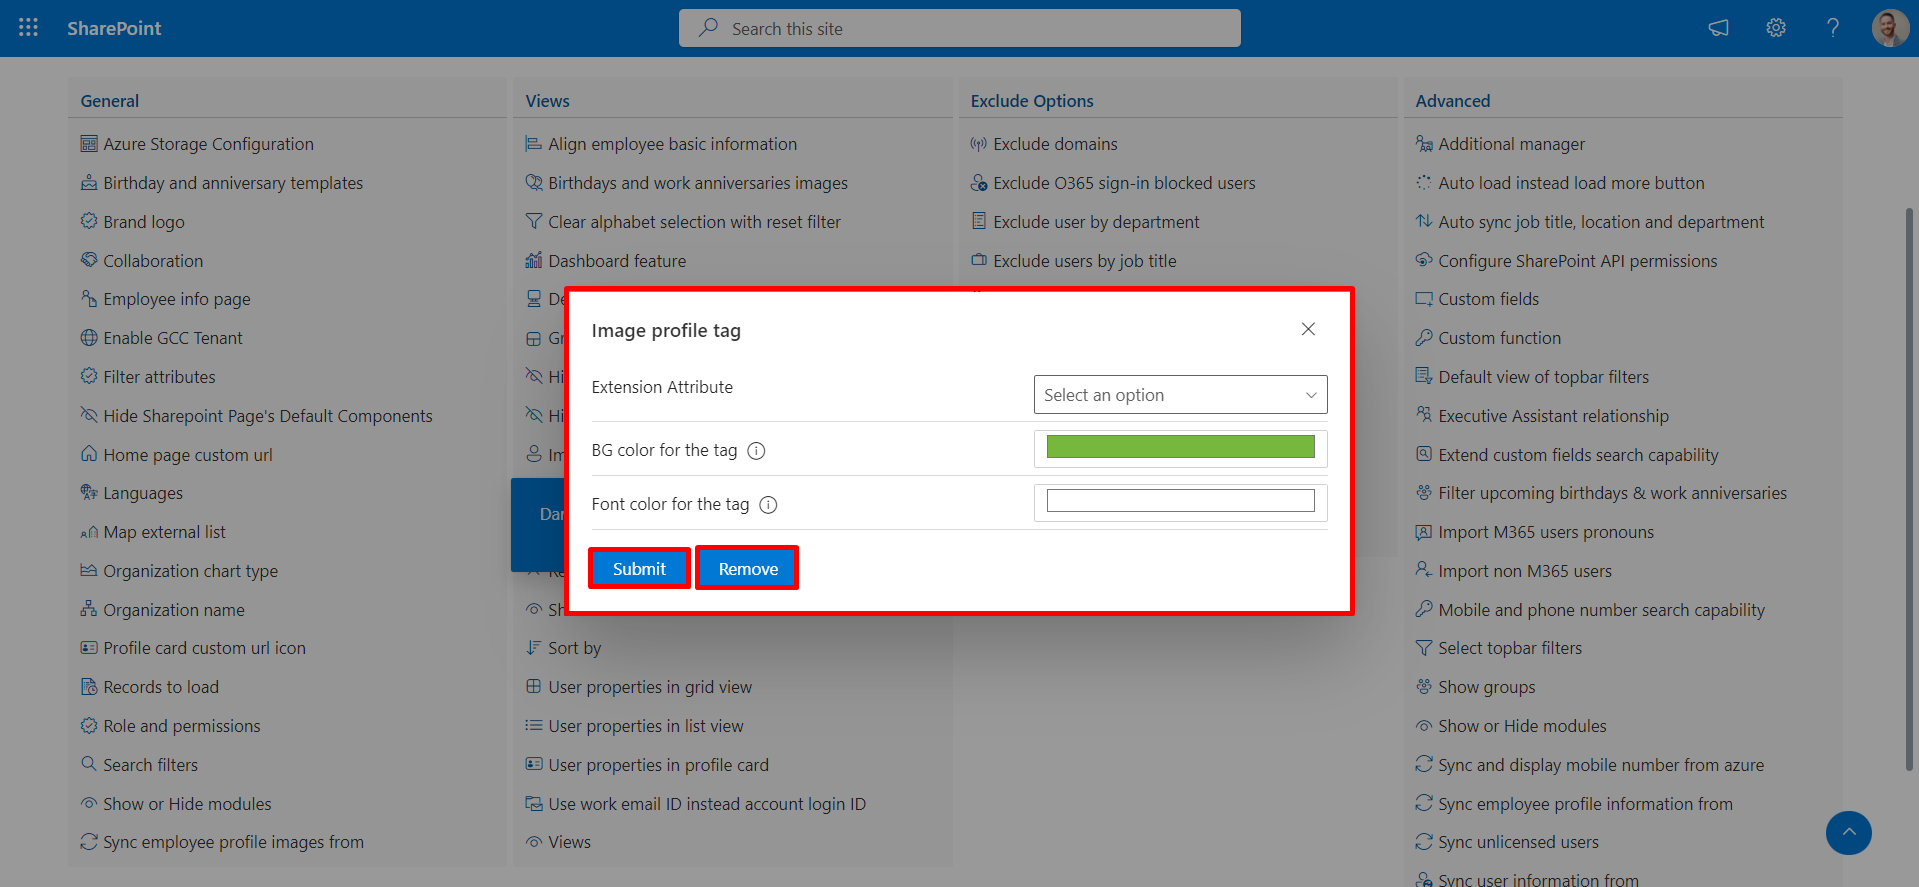 SharePoint
Search this site
General
Azure Storage Configuration
Birthday and anniversary templates
Brand logo
Collaboration
Employee info page
Enable GCC Tenant
Filter attributes
Hide Sharepoint Page's Default Components
Home page custom url
Languages
Map external list
Organization chart type
Organization name
Profile card custom url icon
Records to load
Role and permissions
Search filters
Show or Hide modules
Sync employee profile images from
Views
Align employee basic information
Birthdays and work anniversaries images
Clear alphabet selection with reset filter
Dashboard feature
De
Gr
Hi
Hi
Im
Dar
Re
Sh
Sort by
User properties in grid view
User properties in list view
User properties in profile card
Use work email ID instead account login ID
Views
Exclude Options
Exclude domains
Exclude O365 sign-in blocked users
Exclude user by department
Exclude users by job title
Image profile tag
Extension Attribute
Select an option
BG color for the tag
Font color for the tag
Submit
Remove
Advanced
Additional manager
Auto load instead load more button
Auto sync job title, location and department
Configure SharePoint API permissions
Custom fields
Custom function
Default view of topbar filters
Executive Assistant relationship
Extend custom fields search capability
Filter upcoming birthdays & work anniversaries
Import M365 users pronouns
Import non M365 users
Mobile and phone number search capability
Select topbar filters
Show groups
Show or Hide modules
Sync and display mobile number from azure
Sync employee profile information from
Sync unlicensed users
Sync user information from